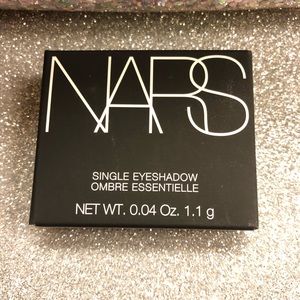 NARS
SINGLE EYESHADOW
OMBRE ESSENTIELLE
NET WT. 0.04 Oz. 1.1 g